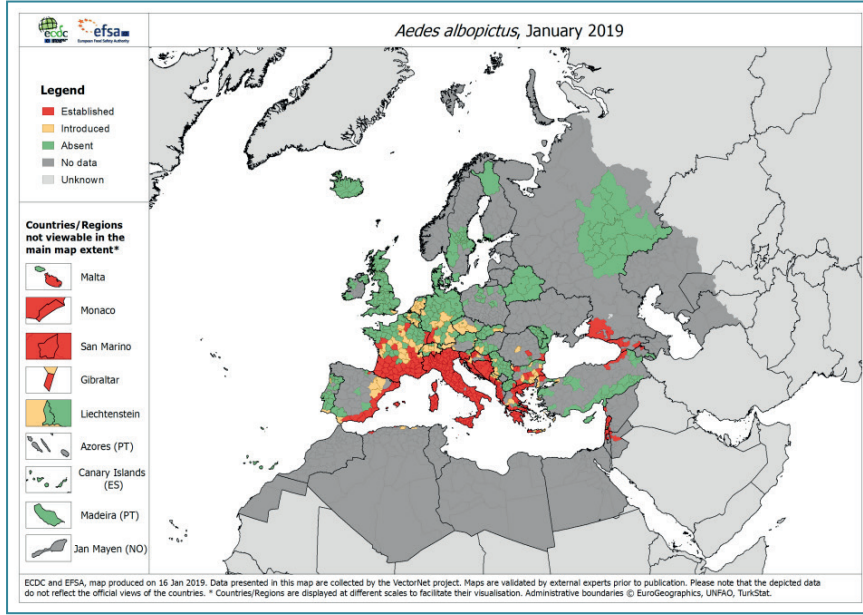 ecdc
efsa
European Food Safety Authority
Aedes albopictus, January 2019
Legend
Established
Introduced
Absent
No data
Unknown
Countries/Regions
not viewable in the
main map extent*
Malta
Monaco
San Marino
Gibraltar
Liechtenstein
Azores (PT)
Canary Islands
(ES)
Madeira (PT)
Jan Mayen (NO)
ECDC and EFSA, map produced on 16 Jan 2019. Data presented in this map are collected by the VectorNet project. Maps are validated by external experts prior to publication. Please note that the depicted data
do not reflect the official views of the countries. * Countries/Regions are displayed at different scales to facilitate their visualisation. Administrative boundaries © EuroGeographics, UNFAO, TurkStat.